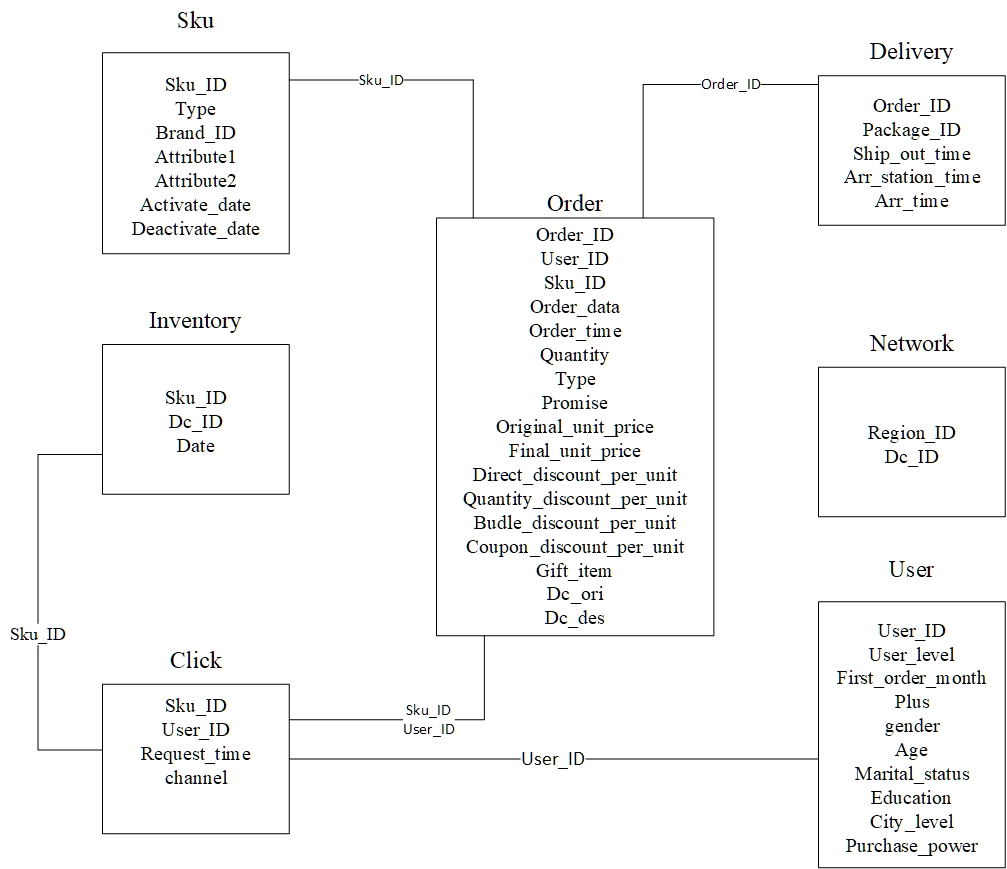 Sku
Sku_ID
Type
Brand_ID
Attribute1
Attribute2
Activate_date
Deactivate_date
Sku_ID
Order_ID
Delivery
Order_ID
Package_ID
Ship_out_time
Arr_station_time
Arr_time
Order
Order_ID
User_ID
Sku_ID
Order_data
Order_time
Quantity
Type
Promise
Original_unit_price
Final_unit_price
Direct_discount_per_unit
Quantity_discount_per_unit
Budle_discount_per_unit
Coupon_discount_per_unit
Gift_item
Dc_ori
Dc_des
Inventory
Sku_ID
Dc_ID
Date
Network
Region_ID
Dc_ID
Sku_ID
Click
Sku_ID
User_ID
Request_time
channel
Sku_ID
User_ID
User_ID
User
User_ID
User_level
First_order_month
Plus
gender
Age
Marital_status
Education
City_level
Purchase_power